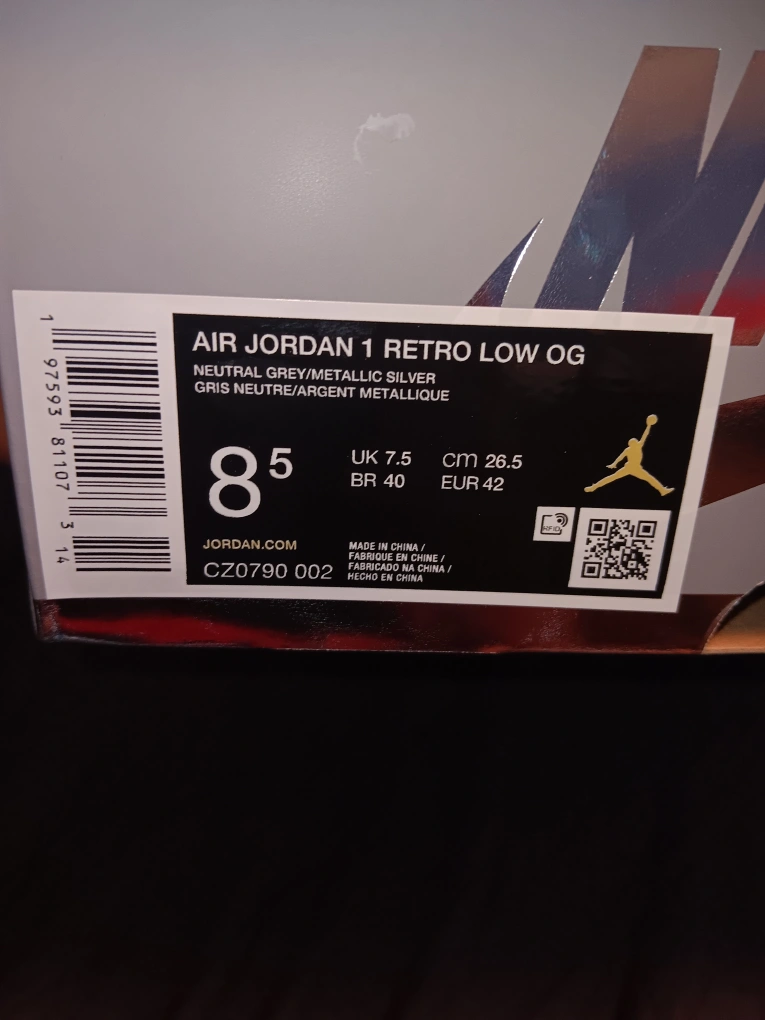 AIR JORDAN 1 RETRO LOW OG
NEUTRAL GREY/METALLIC SILVER
GRIS NEUTRE/ARGENT METALLIQUE
8 5
UK 7.5 cm 26.5
BR 40 EUR 42
RFID
JORDAN.COM
CZ0790 002
MADE IN CHINA /
FABRIQUE EN CHINE /
FABRICADO NA CHINA /
HECHO EN CHINA
1 97593 81107 3 14